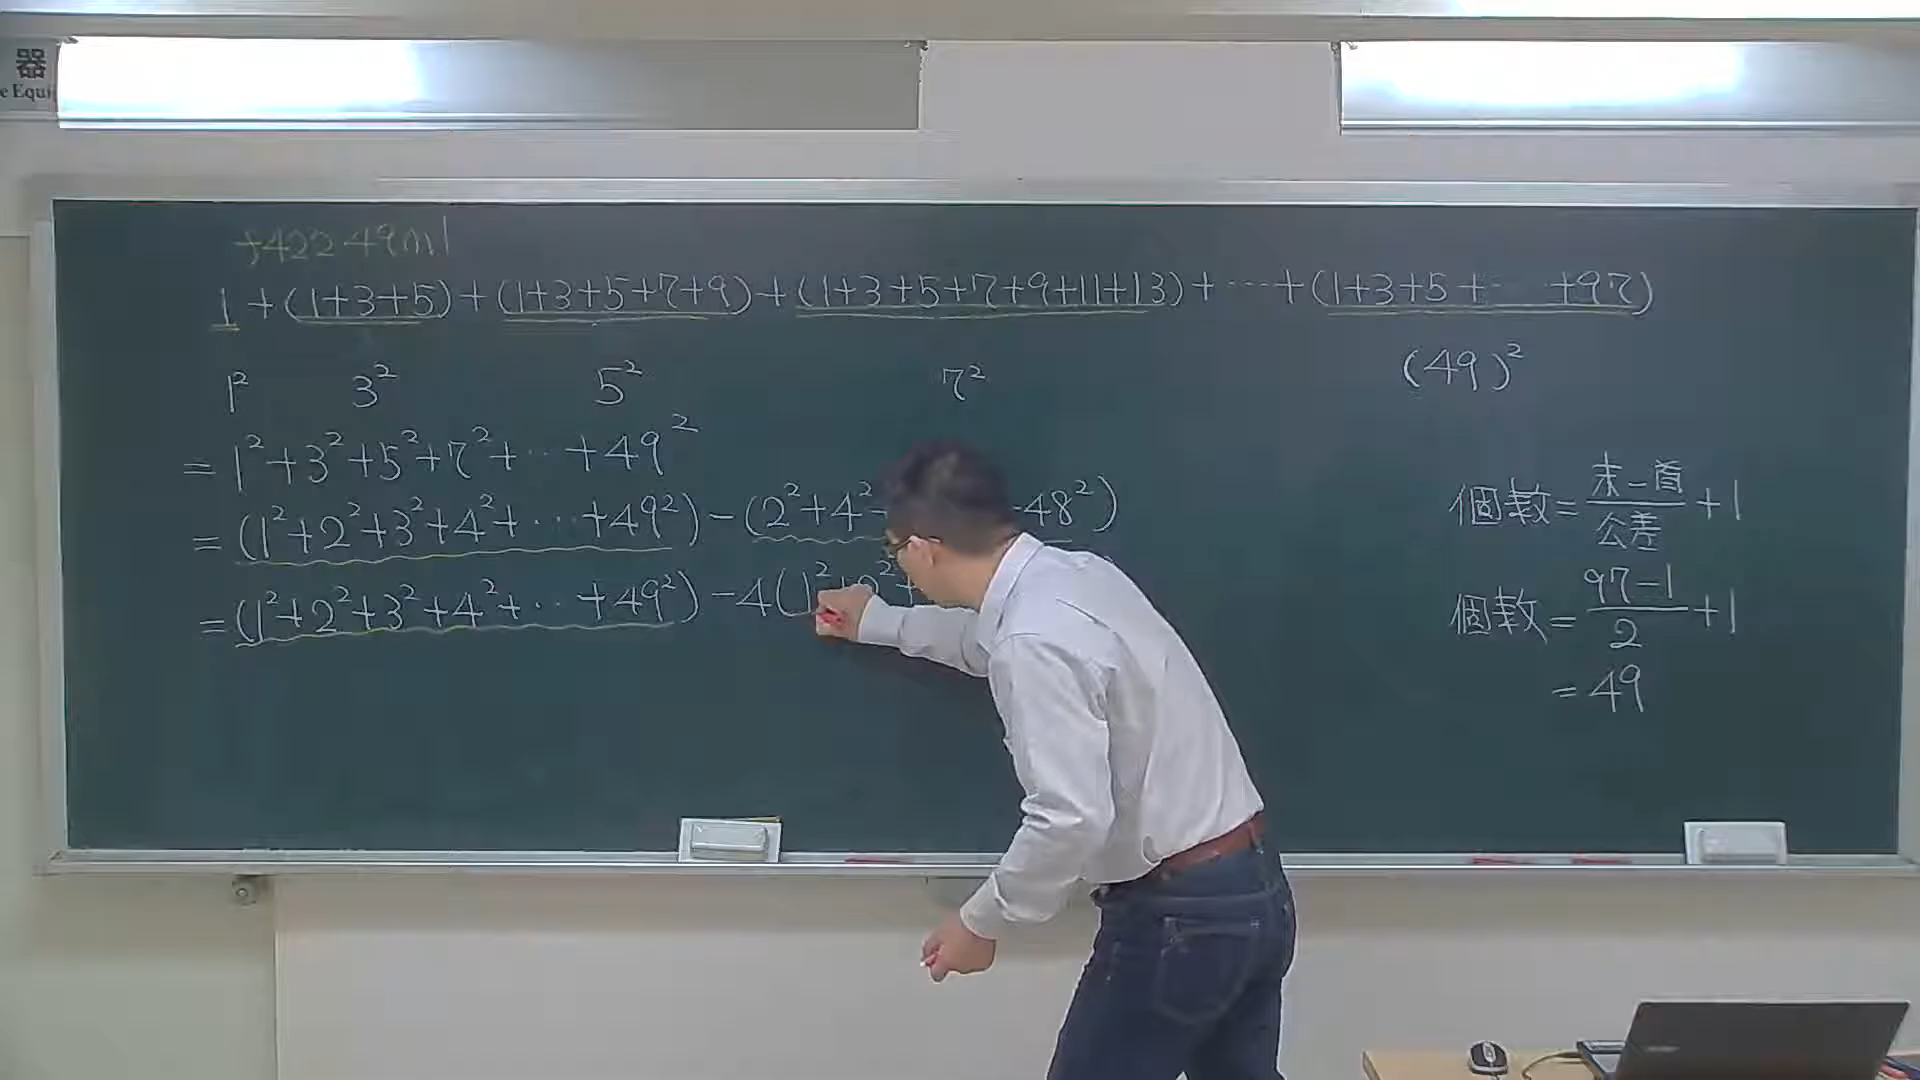 器
e Equi
f42249m1
1+(1+3+5)+(1+3+5+7+9)+(1+3+5+7+9+11+13)+⋯+(1+3+5+⋯+97)
1² 3² 5² 7² (49)²
=1²+3²+5²+7²+⋯+49²
=(1²+2²+3²+4²+⋯+49²)-(2²+4² -48²)
=(1²+2²+3²+4²+⋯+49²)-4(1²+2²+
個數=末-首/公差+1
個數=97-1/2+1
=49